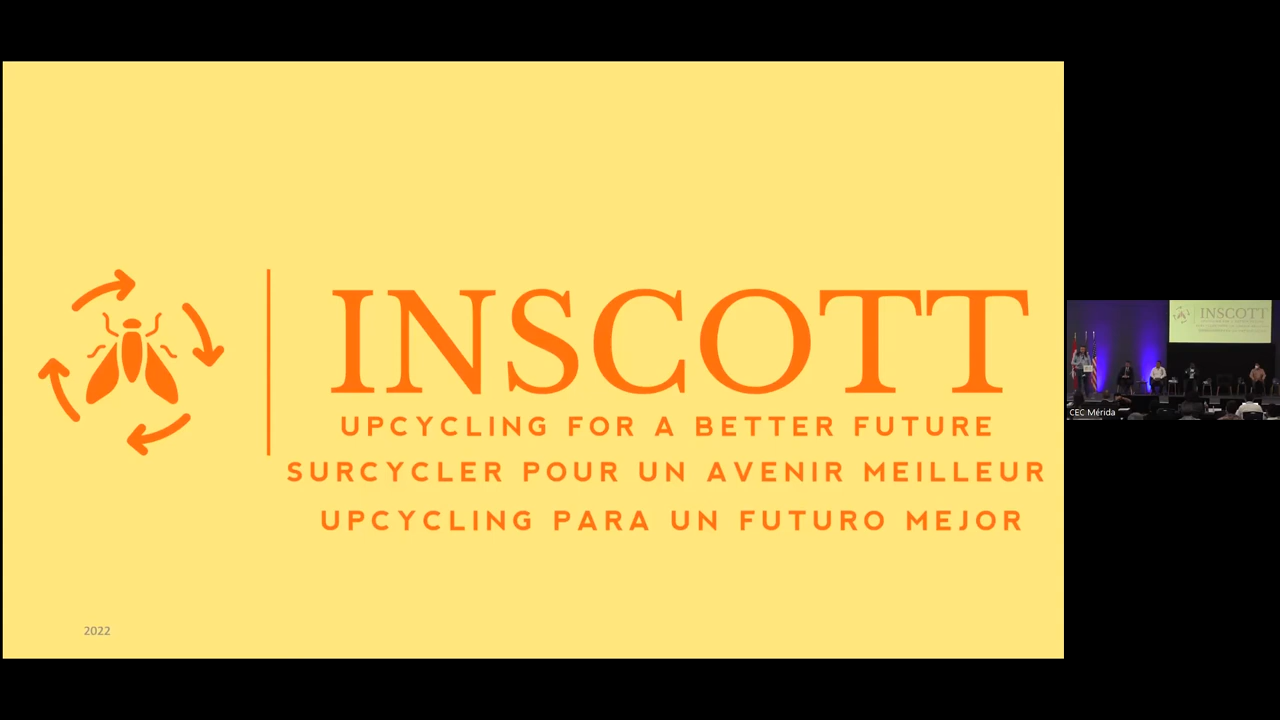 INSCOTT
UPCYCLING FOR A BETTER FUTURE
SURCYCLER POUR UN AVENIR MEILLEUR
UPCYCLING PARA UN FUTURO MEJOR
2022
INSCOTT
CEC Mérida